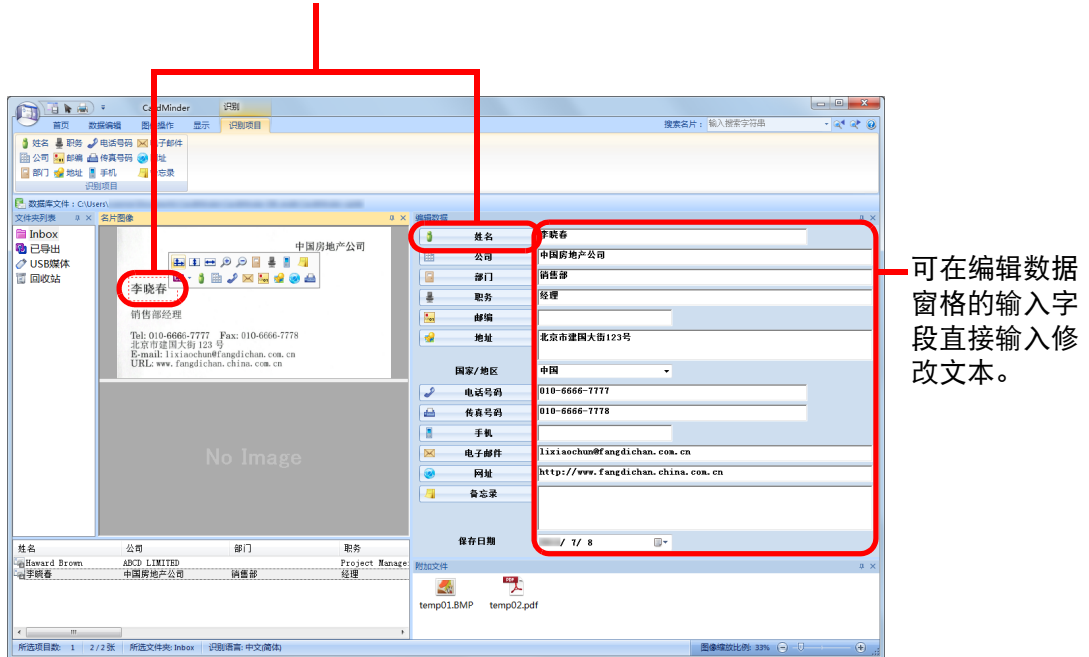 CardMinder
识别
首页 数据编辑 图像操作 显示 识别项目
搜索名片： 输入搜索字符串
姓名 职务 电话号码 电子邮件
公司 邮编 传真号码 网址
部门 地址 手机 备忘录
识别项目
数据库文件：C:\Users\
文件夹列表
Inbox
已导出
USB媒体
回收站
名片图像
中国房地产公司
李晓春
销售部经理
Tel: 010-6666-7777 Fax: 010-6666-7778
北京市建国大街 123 号
E-mail: lixiaochun@fangdichan.com.cn
URL: www.fangdichan.china.com.cn
No Image
编辑数据
姓名 李晓春
公司 中国房地产公司
部门 销售部
职务 经理
邮编
地址 北京市建国大街123号
国家/地区 中国
电话号码 010-6666-7777
传真号码 010-6666-7778
手机
电子邮件 lixiaochun@fangdichan.com.cn
网址 http://www.fangdichan.china.com.cn
备忘录
保存日期 / 7/ 8
可在编辑数据
窗格的输入字
段直接输入修
改文本。
姓名 公司 部门 职务
Haward Brown ABCD LIMITED Project Manage
李晓春 中国房地产公司 销售部 经理
附加文件
temp01.BMP temp02.pdf
所选项目数: 1 2/2张 所选文件夹: Inbox 识别语言: 中文(简体)
图像缩放比例: 33%